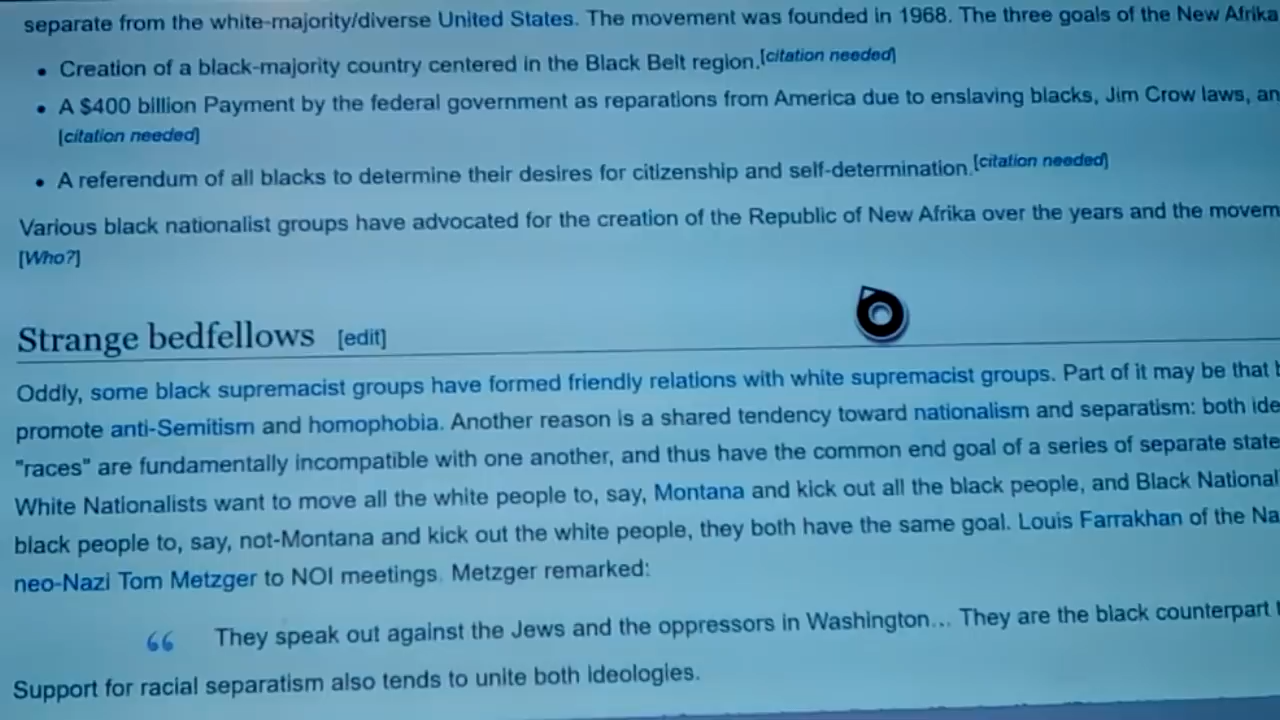 separate from the white-majority/diverse United States. The movement was founded in 1968. The three goals of the New Afrika
• Creation of a black-majority country centered in the Black Belt region.[citation needed]
• A $400 billion Payment by the federal government as reparations from America due to enslaving blacks, Jim Crow laws, an
[citation needed]
• A referendum of all blacks to determine their desires for citizenship and self-determination.[citation needed]
Various black nationalist groups have advocated for the creation of the Republic of New Afrika over the years and the movem
[Who?]
Strange bedfellows [edit]
Oddly, some black supremacist groups have formed friendly relations with white supremacist groups. Part of it may be that b
promote anti-Semitism and homophobia. Another reason is a shared tendency toward nationalism and separatism: both ide
"races" are fundamentally incompatible with one another, and thus have the common end goal of a series of separate state
White Nationalists want to move all the white people to, say, Montana and kick out all the black people, and Black National
black people to, say, not-Montana and kick out the white people, they both have the same goal. Louis Farrakhan of the Na
neo-Nazi Tom Metzger to NOI meetings. Metzger remarked:
“ They speak out against the Jews and the oppressors in Washington... They are the black counterpart
Support for racial separatism also tends to unite both ideologies.